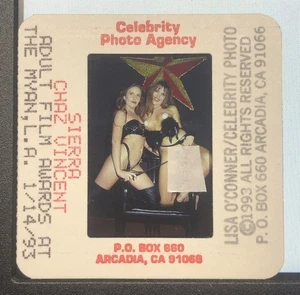 Celebrity
Photo Agency
SIERRA
CHAZ VINCENT
ADULT FILM AWARDS AT
THE MYAN, L.A. 1/14/93
LISA O'CONNER/CELEBRITY PHOTO
©1993 ALL RIGHTS RESERVED
P. O. BOX 660 ARCADIA, CA 91066
P.O. BOX 660
ARCADIA, CA 91066